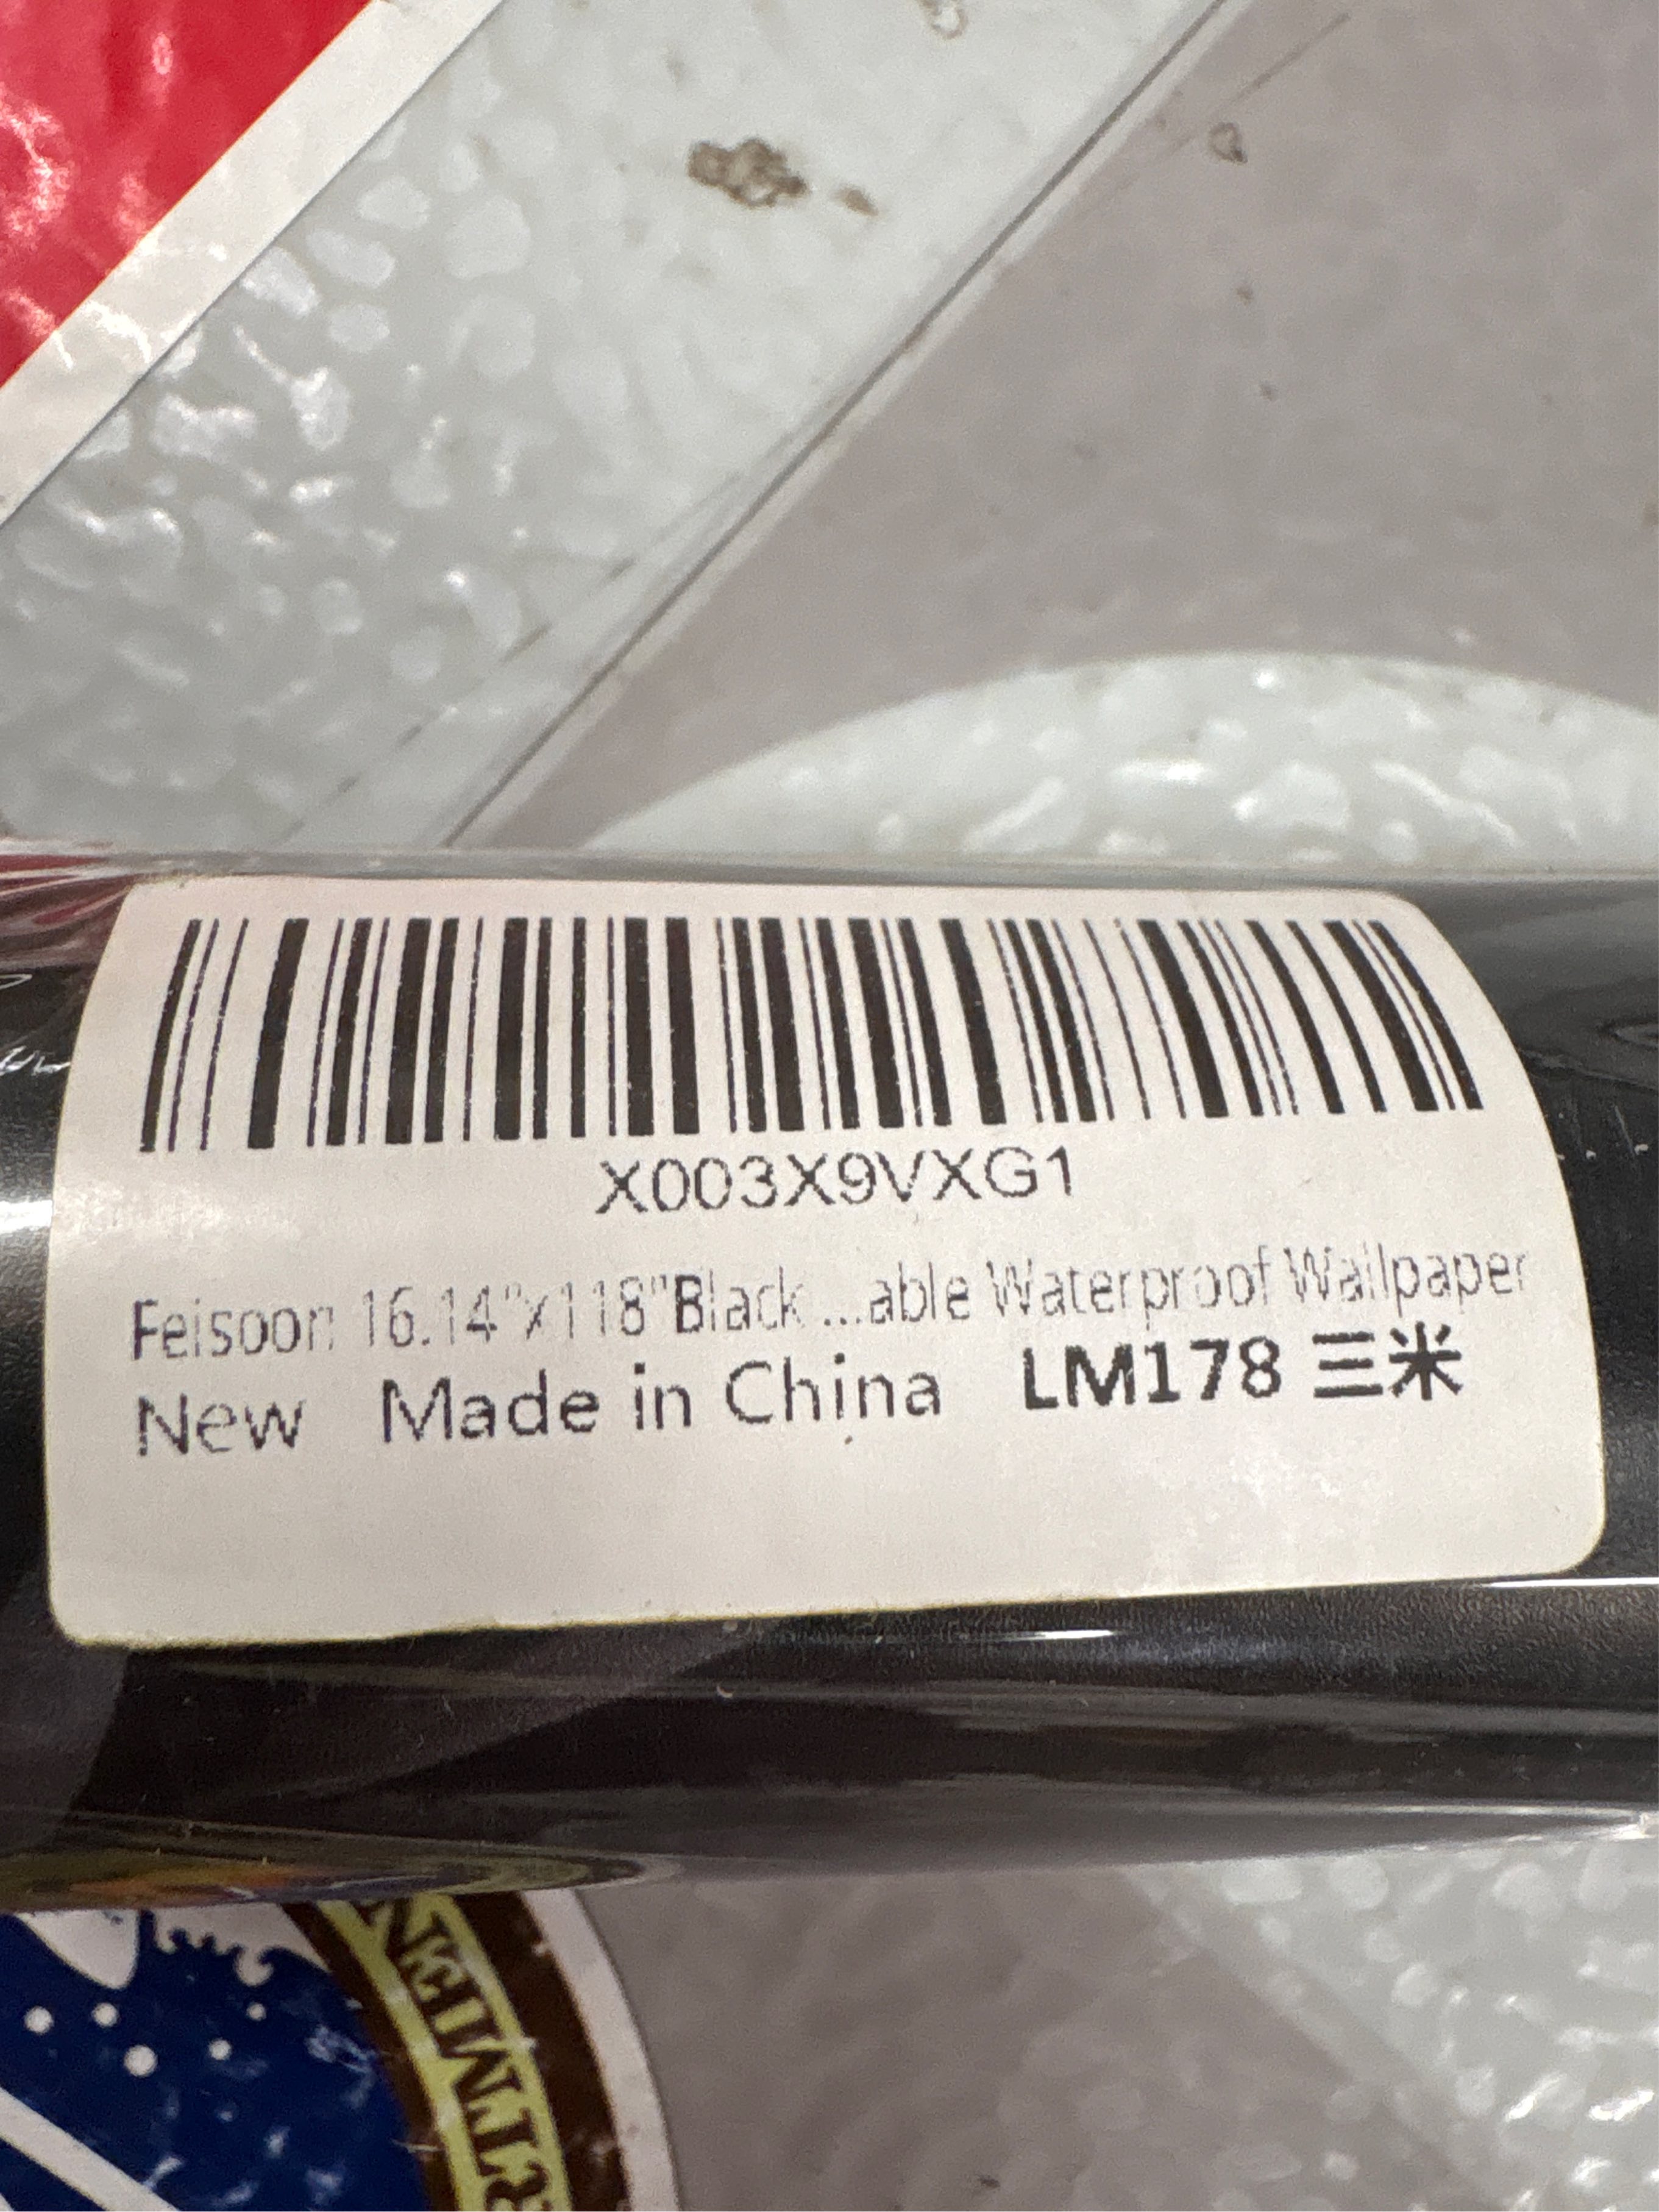 X003X9VXG1
Feisoon 16.14"x118"Black ...able Waterproof Wallpaper
New Made in China LM178 三米